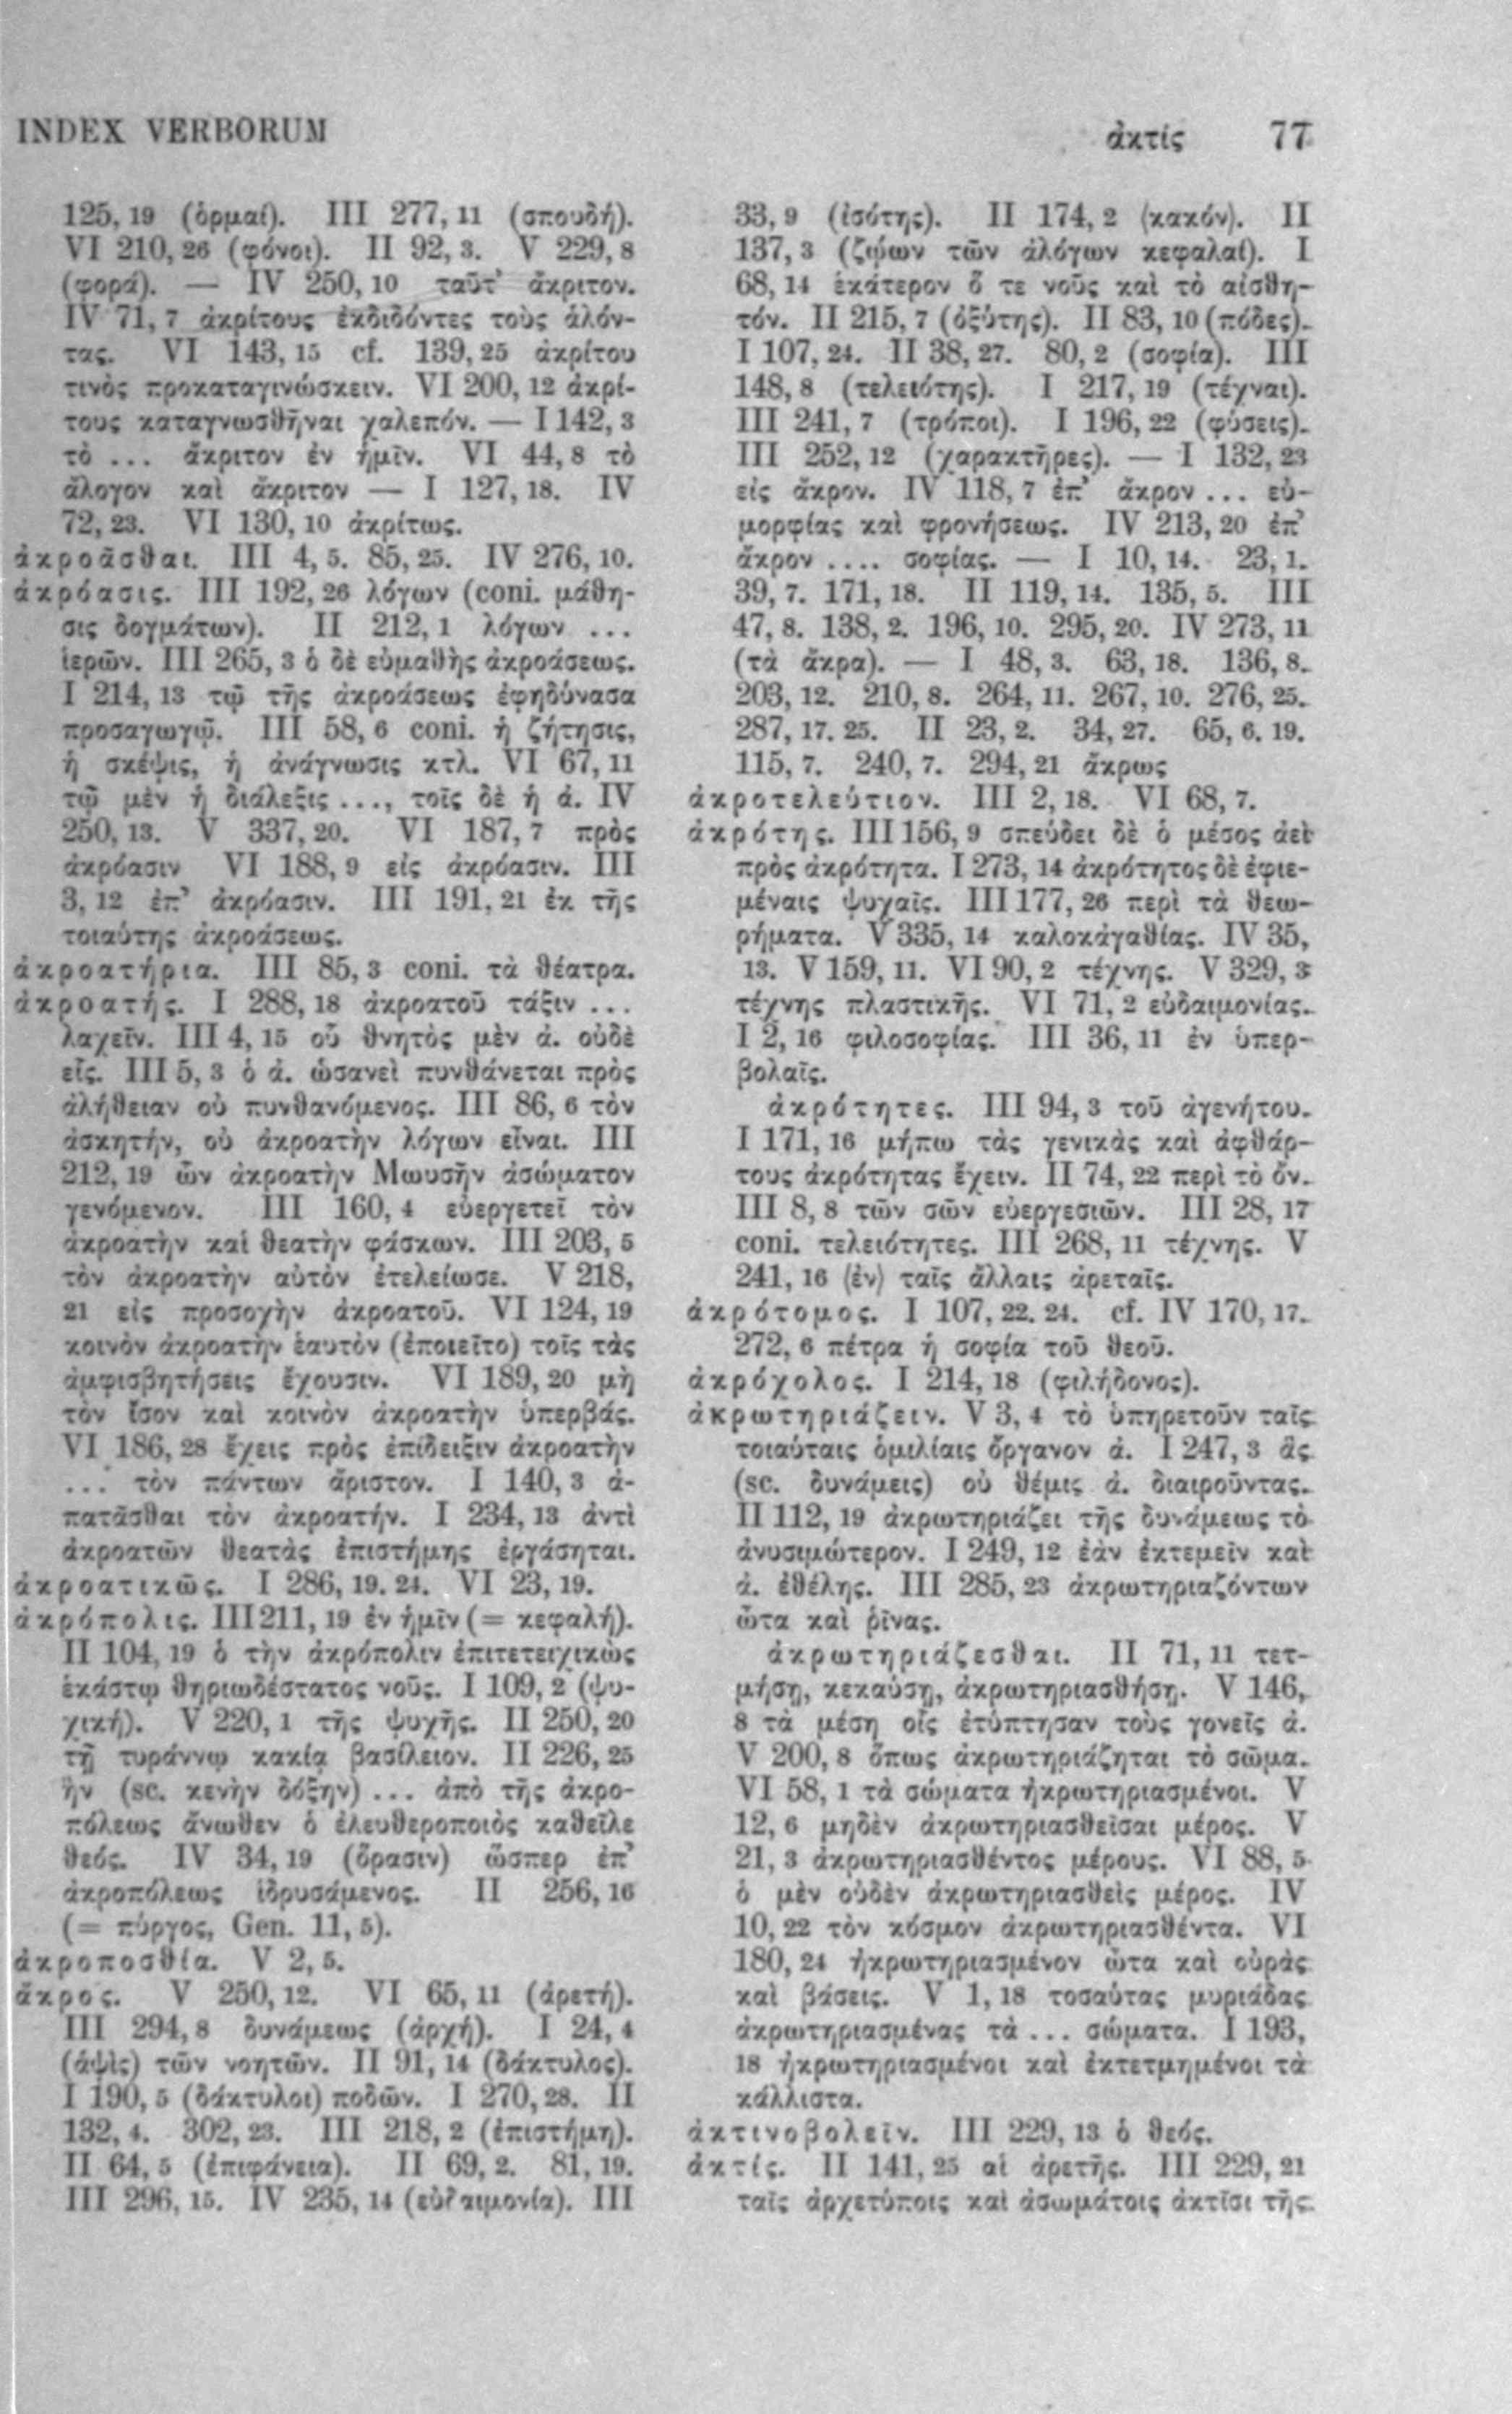 INDEX VERBORUM ἀκτίς 77
125, 19 (ὁρμαί). III 277, 11 (σπουδή).
VI 210, 26 (φόνοι). II 92, 3. V 229, 8
(φορά). — IV 250, 10 ταῦτ' ἄκριτον.
IV 71, 7 ἀκρίτους ἐκδιδόντες τοὺς ἁλόν-
τας. VI 143, 15 cf. 139, 25 ἀκρίτου
τινὸς προκαταγινώσκειν. VI 200, 12 ἀκρί-
τους καταγνωσθῆναι χαλεπόν. — I 142, 3
τὸ ... ἄκριτον ἐν ἡμῖν. VI 44, 8 τὸ
ἄλογον καὶ ἄκριτον — I 127, 18. IV
72, 23. VI 130, 10 ἀκρίτως.
ἀκροᾶσθαι. III 4, 5. 85, 25. IV 276, 10.
ἀκρόασις. III 192, 26 λόγων (coni. μάθη-
σις δογμάτων). II 212, 1 λόγων ...
ἱερῶν. III 265, 3 ὁ δὲ εὐμαθὴς ἀκροάσεως.
I 214, 13 τῷ τῆς ἀκροάσεως ἐφηδύνασα
προσαγωγῷ. III 58, 6 coni. ἡ ζήτησις,
ἡ σκέψις, ἡ ἀνάγνωσις κτλ. VI 67, 11
τῷ μὲν ἡ διάλεξις ..., τοῖς δὲ ἡ ἀ. IV
250, 13. V 337, 20. VI 187, 7 πρὸς
ἀκρόασιν VI 188, 9 εἰς ἀκρόασιν. III
3, 12 ἐπ' ἀκρόασιν. III 191, 21 ἐκ τῆς
τοιαύτης ἀκροάσεως.
ἀκροατήρια. III 85, 3 coni. τὰ θέατρα.
ἀκροατής. I 288, 18 ἀκροατοῦ τάξιν ...
λαχεῖν. III 4, 15 οὗ θνητὸς μὲν ἀ. οὐδὲ
εἷς. III 5, 3 ὁ ἀ. ὡσανεὶ πυνθάνεται πρὸς
ἀλήθειαν οὐ πυνθανόμενος. III 86, 6 τὸν
ἀσκητήν, οὐ ἀκροατὴν λόγων εἶναι. III
212, 19 ὧν ἀκροατὴν Μωυσῆν ἀσώματον
γενόμενον. III 160, 4 εὐεργετεῖ τὸν
ἀκροατὴν καὶ θεατὴν φάσκων. III 203, 5
τὸν ἀκροατὴν αὐτὸν ἐτελείωσε. V 218,
21 εἰς προσοχὴν ἀκροατοῦ. VI 124, 19
κοινὸν ἀκροατὴν ἑαυτὸν (ἐποιεῖτο) τοῖς τὰς
ἀμφισβητήσεις ἔχουσιν. VI 189, 20 μὴ
τὸν ἴσον καὶ κοινὸν ἀκροατὴν ὑπερβάς.
VI 186, 28 ἔχεις πρὸς ἐπίδειξιν ἀκροατὴν
... τὸν πάντων ἄριστον. I 140, 3 ἀ-
πατᾶσθαι τὸν ἀκροατήν. I 234, 13 ἀντὶ
ἀκροατῶν θεατὰς ἐπιστήμης ἐργάσηται.
ἀκροατικῶς. I 286, 19. 24. VI 23, 19.
ἀκρόπολις. III 211, 19 ἐν ἡμῖν (= κεφαλή).
II 104, 19 ὁ τὴν ἀκρόπολιν ἐπιτετειχικὼς
ἑκάστῳ θηριωδέστατος νοῦς. I 109, 2 (ψυ-
χική). V 220, 1 τῆς ψυχῆς. II 250, 20
τῇ τυράννῳ κακίᾳ βασίλειον. II 226, 25
ἣν (sc. κενὴν δόξην) ... ἀπὸ τῆς ἀκρο-
πόλεως ἄνωθεν ὁ ἐλευθεροποιὸς καθεῖλε
θεός. IV 34, 19 (ὅρασιν) ὥσπερ ἐπ'
ἀκροπόλεως ἱδρυσάμενος. II 256, 16
(= πύργος, Gen. 11, 5).
ἀκροποσθία. V 2, 5.
ἄκρος. V 250, 12. VI 65, 11 (ἀρετή).
III 294, 8 δυνάμεως (ἀρχή). I 24, 4
(ἁψὶς) τῶν νοητῶν. II 91, 14 (δάκτυλος).
I 190, 5 (δάκτυλοι) ποδῶν. I 270, 28. II
132, 4. 302, 23. III 218, 2 (ἐπιστήμη).
II 64, 5 (ἐπιφάνεια). II 69, 2. 81, 19.
III 296, 15. IV 235, 14 (εὐδαιμονία). III
33, 9 (ἰσότης). II 174, 2 (κακόν). II
137, 3 (ζῴων τῶν ἀλόγων κεφαλαί). I
68, 14 ἑκάτερον ὅ τε νοῦς καὶ τὸ αἰσθη-
τόν. II 215, 7 (ὀξύτης). II 83, 10 (πόδες).
I 107, 24. II 38, 27. 80, 2 (σοφία). III
148, 8 (τελειότης). I 217, 19 (τέχναι).
III 241, 7 (τρόποι). I 196, 22 (φύσεις).
III 252, 12 (χαρακτῆρες). — I 132, 23
εἰς ἄκρον. IV 118, 7 ἐπ' ἄκρον ... εὐ-
μορφίας καὶ φρονήσεως. IV 213, 20 ἐπ'
ἄκρον .... σοφίας. — I 10, 14. 23, 1.
39, 7. 171, 18. II 119, 14. 135, 5. III
47, 8. 138, 2. 196, 10. 295, 20. IV 273, 11
(τὰ ἄκρα). — I 48, 3. 63, 18. 136, 8.
203, 12. 210, 8. 264, 11. 267, 10. 276, 25.
287, 17. 25. II 23, 2. 34, 27. 65, 6. 19.
115, 7. 240, 7. 294, 21 ἄκρως
ἀκροτελεύτιον. III 2, 18. VI 68, 7.
ἀκρότης. III 156, 9 σπεύδει δὲ ὁ μέσος ἀεὶ
πρὸς ἀκρότητα. I 273, 14 ἀκρότητος δὲ ἐφιε-
μέναις ψυχαῖς. III 177, 26 περὶ τὰ θεω-
ρήματα. V 335, 14 καλοκἀγαθίας. IV 35,
13. V 159, 11. VI 90, 2 τέχνης. V 329, 3
τέχνης πλαστικῆς. VI 71, 2 εὐδαιμονίας.
I 2, 16 φιλοσοφίας. III 36, 11 ἐν ὑπερ-
βολαῖς.
ἀκρότητες. III 94, 3 τοῦ ἀγενήτου.
I 171, 16 μήπω τὰς γενικὰς καὶ ἀφθάρ-
τους ἀκρότητας ἔχειν. II 74, 22 περὶ τὸ ὄν.
III 8, 8 τῶν σῶν εὐεργεσιῶν. III 28, 17
coni. τελειότητες. III 268, 11 τέχνης. V
241, 16 (ἐν) ταῖς ἄλλαις ἀρεταῖς.
ἀκρότομος. I 107, 22. 24. cf. IV 170, 17.
272, 6 πέτρα ἡ σοφία τοῦ θεοῦ.
ἀκρόχολος. I 214, 18 (φιλήδονος).
ἀκρωτηριάζειν. V 3, 4 τὸ ὑπηρετοῦν ταῖς
τοιαύταις ὁμιλίαις ὄργανον ἀ. I 247, 3 ἃς
(sc. δυνάμεις) οὐ θέμις ἀ. διαιροῦντας.
II 112, 19 ἀκρωτηριάζει τῆς δυνάμεως τὸ
ἀνυσιμώτερον. I 249, 12 ἐὰν ἐκτεμεῖν καὶ
ἀ. ἐθέλῃς. III 285, 23 ἀκρωτηριαζόντων
ὦτα καὶ ῥῖνας.
ἀκρωτηριάζεσθαι. II 71, 11 τετ-
μήσῃ, κεκαύσῃ, ἀκρωτηριασθήσῃ. V 146,
8 τὰ μέση οἷς ἐτύπτησαν τοὺς γονεῖς ἀ.
V 200, 8 ὅπως ἀκρωτηριάζηται τὸ σῶμα.
VI 58, 1 τὰ σώματα ἠκρωτηριασμένοι. V
12, 6 μηδὲν ἀκρωτηριασθεῖσαι μέρος. V
21, 3 ἀκρωτηριασθέντος μέρους. VI 88, 5
ὁ μὲν οὐδὲν ἀκρωτηριασθεὶς μέρος. IV
10, 22 τὸν κόσμον ἀκρωτηριασθέντα. VI
180, 24 ἠκρωτηριασμένον ὦτα καὶ οὐρὰς
καὶ βάσεις. V 1, 18 τοσαύτας μυριάδας
ἀκρωτηριασμένας τὰ ... σώματα. I 193,
18 ἠκρωτηριασμένοι καὶ ἐκτετμημένοι τὰ
κάλλιστα.
ἀκτινοβολεῖν. III 229, 13 ὁ θεός.
ἀκτίς. II 141, 25 αἱ ἀρετῆς. III 229, 21
ταῖς ἀρχετύποις καὶ ἀσωμάτοις ἀκτῖσι τῆς